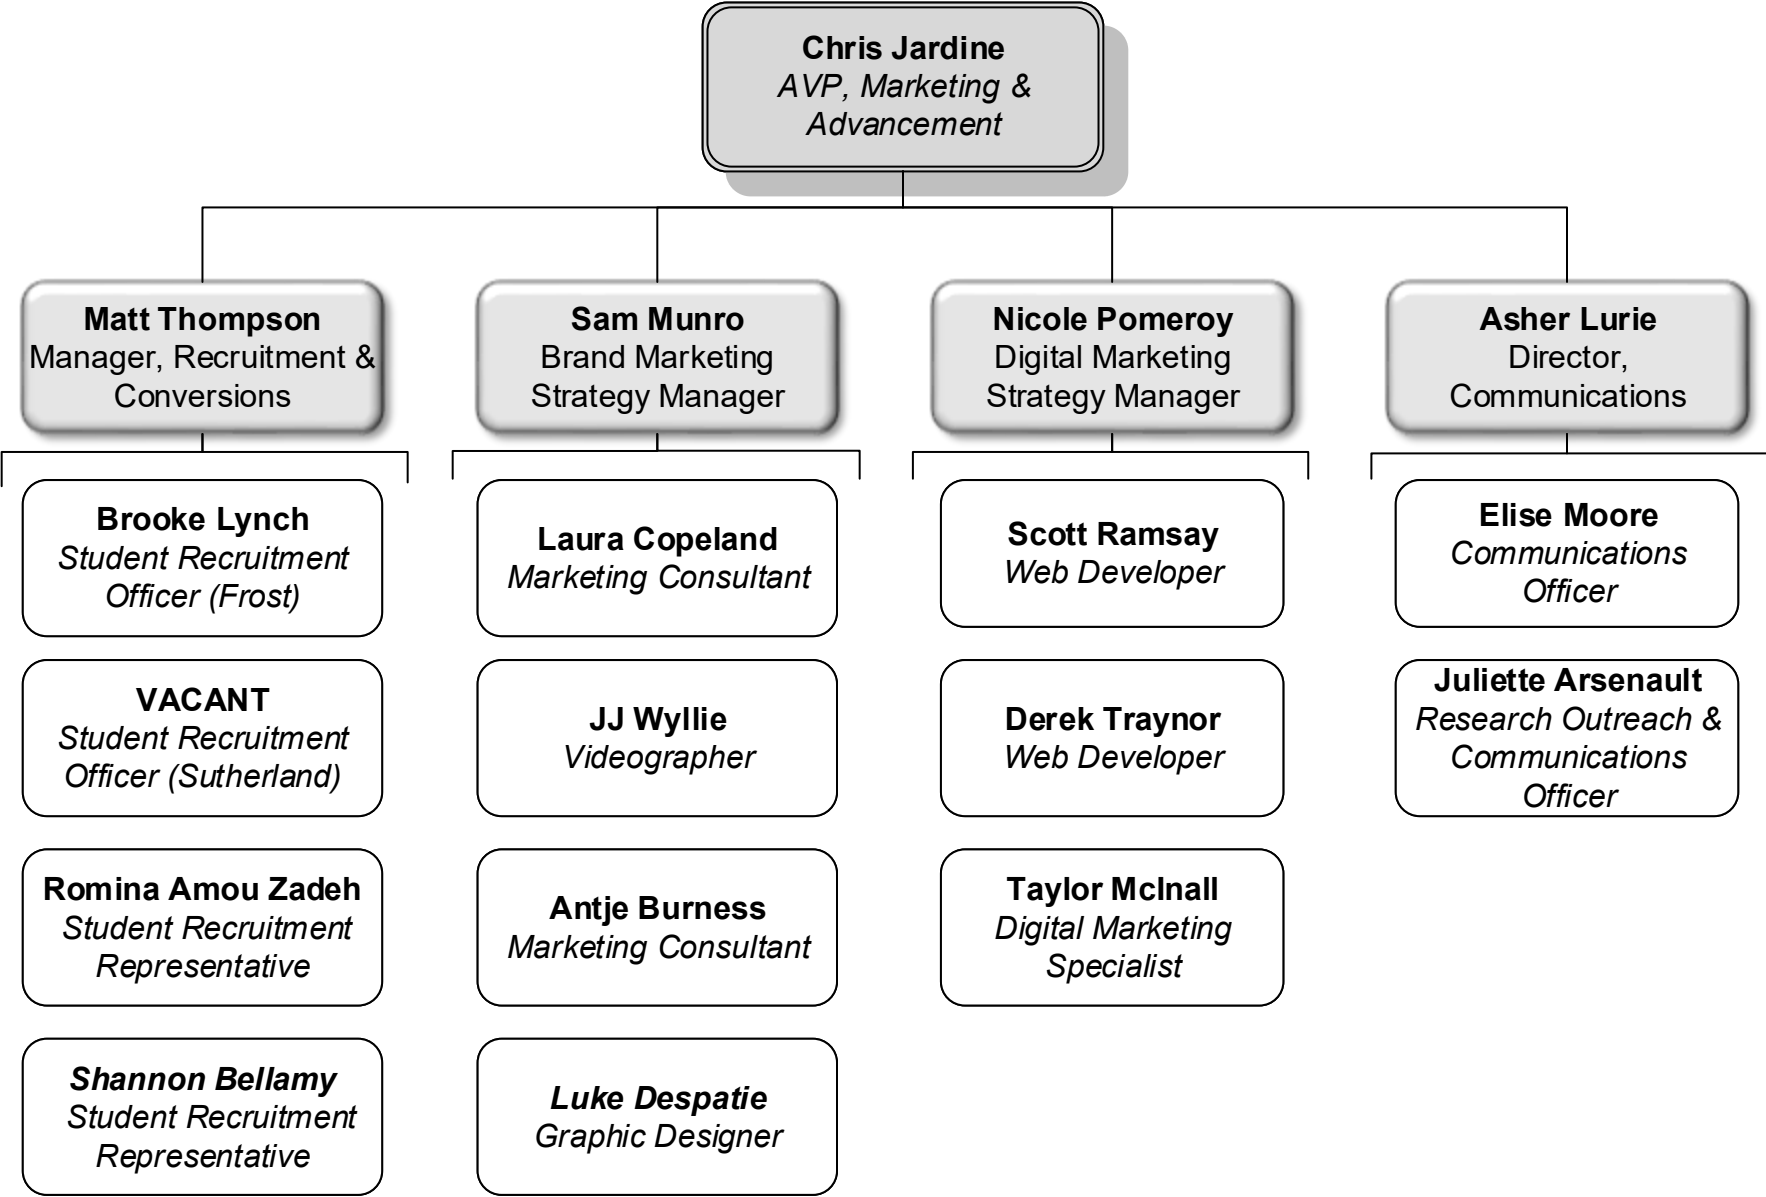 Chris Jardine
AVP, Marketing &
Advancement
Matt Thompson
Manager, Recruitment &
Conversions
Sam Munro
Brand Marketing
Strategy Manager
Nicole Pomeroy
Digital Marketing
Strategy Manager
Asher Lurie
Director,
Communications
Brooke Lynch
Student Recruitment
Officer (Frost)
VACANT
Student Recruitment
Officer (Sutherland)
Romina Amou Zadeh
Student Recruitment
Representative
Shannon Bellamy
Student Recruitment
Representative
Laura Copeland
Marketing Consultant
JJ Wyllie
Videographer
Antje Burness
Marketing Consultant
Luke Despatie
Graphic Designer
Scott Ramsay
Web Developer
Derek Traynor
Web Developer
Taylor McInall
Digital Marketing
Specialist
Elise Moore
Communications
Officer
Juliette Arsenault
Research Outreach &
Communications
Officer